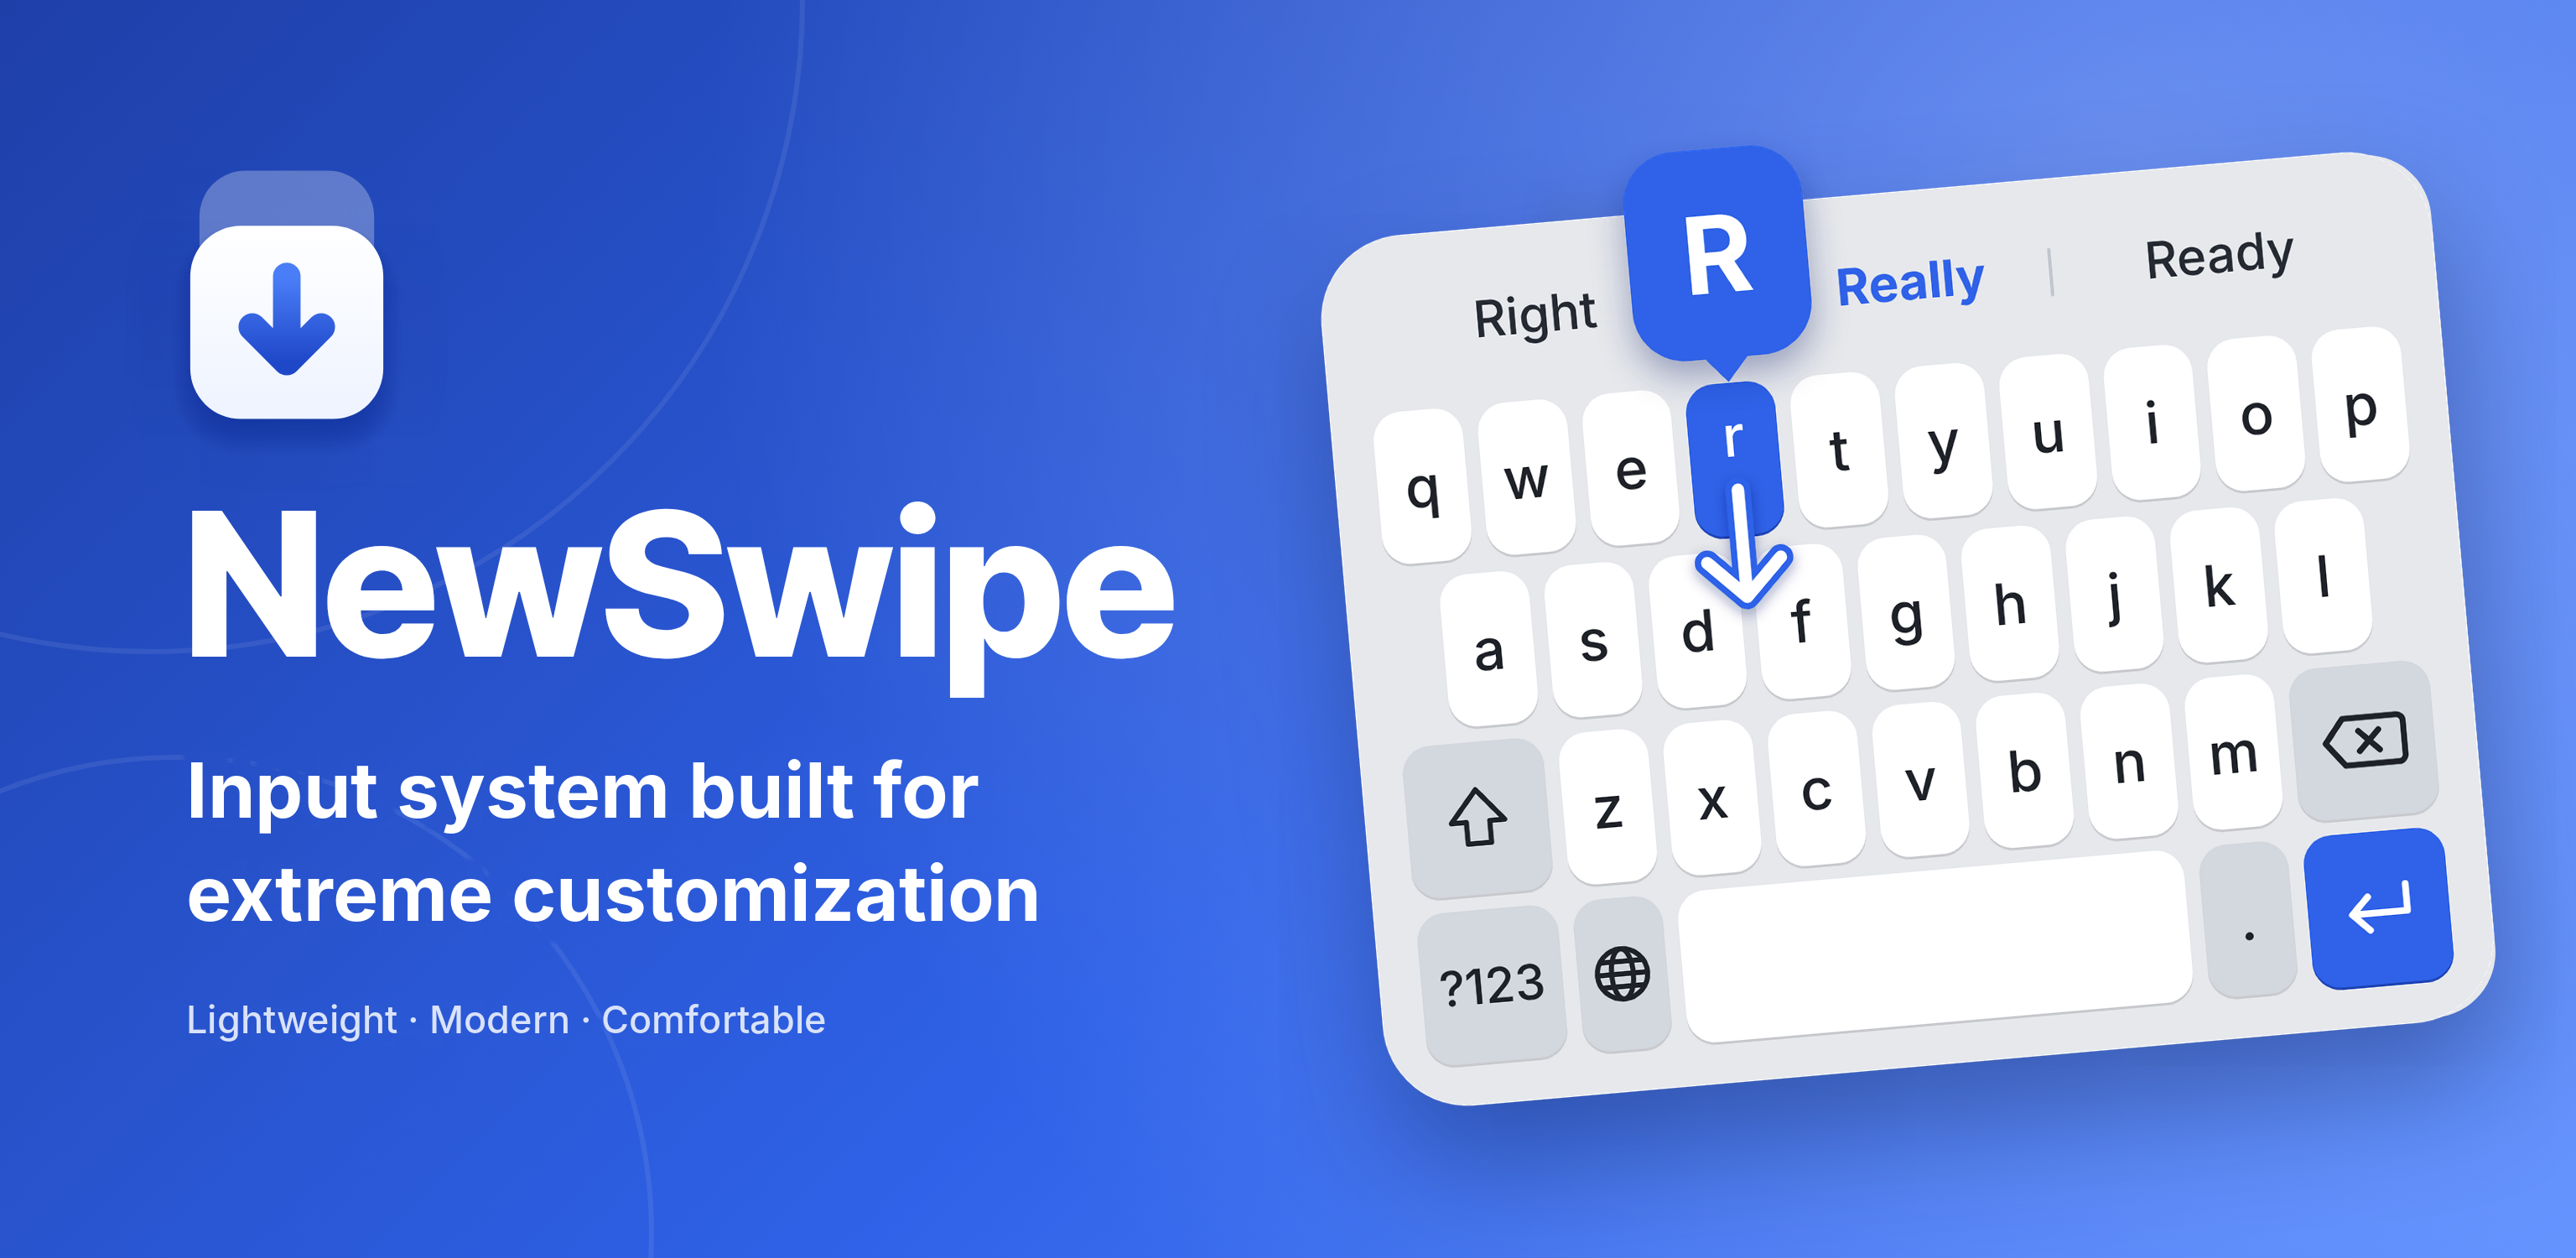 NewSwipe
Input system built for
extreme customization
Lightweight · Modern · Comfortable
R
Right Really Ready
q w e r t y u i o p
a s d f g h j k l
z x c v b n m
?123 .